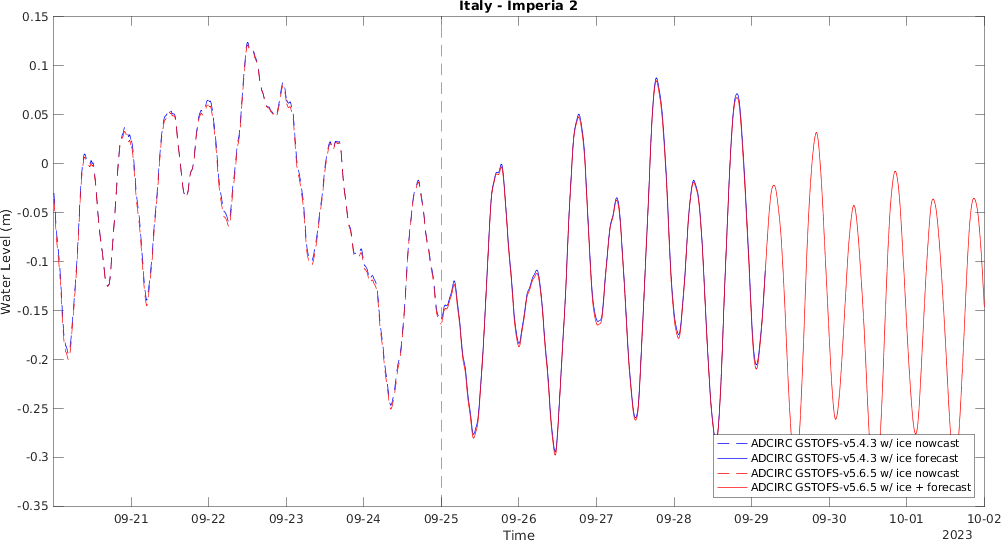 Italy - Imperia 2
0.15
0.1
0.05
0
-0.05
-0.1
-0.15
-0.2
-0.25
-0.3
-0.35
Water Level (m)
ADCIRC GSTOFS-v5.4.3 w/ ice nowcast
ADCIRC GSTOFS-v5.4.3 w/ ice forecast
ADCIRC GSTOFS-v5.6.5 w/ ice nowcast
ADCIRC GSTOFS-v5.6.5 w/ ice + forecast
09-21 09-22 09-23 09-24 09-25 09-26 09-27 09-28 09-29 09-30 10-01 10-02
Time
2023